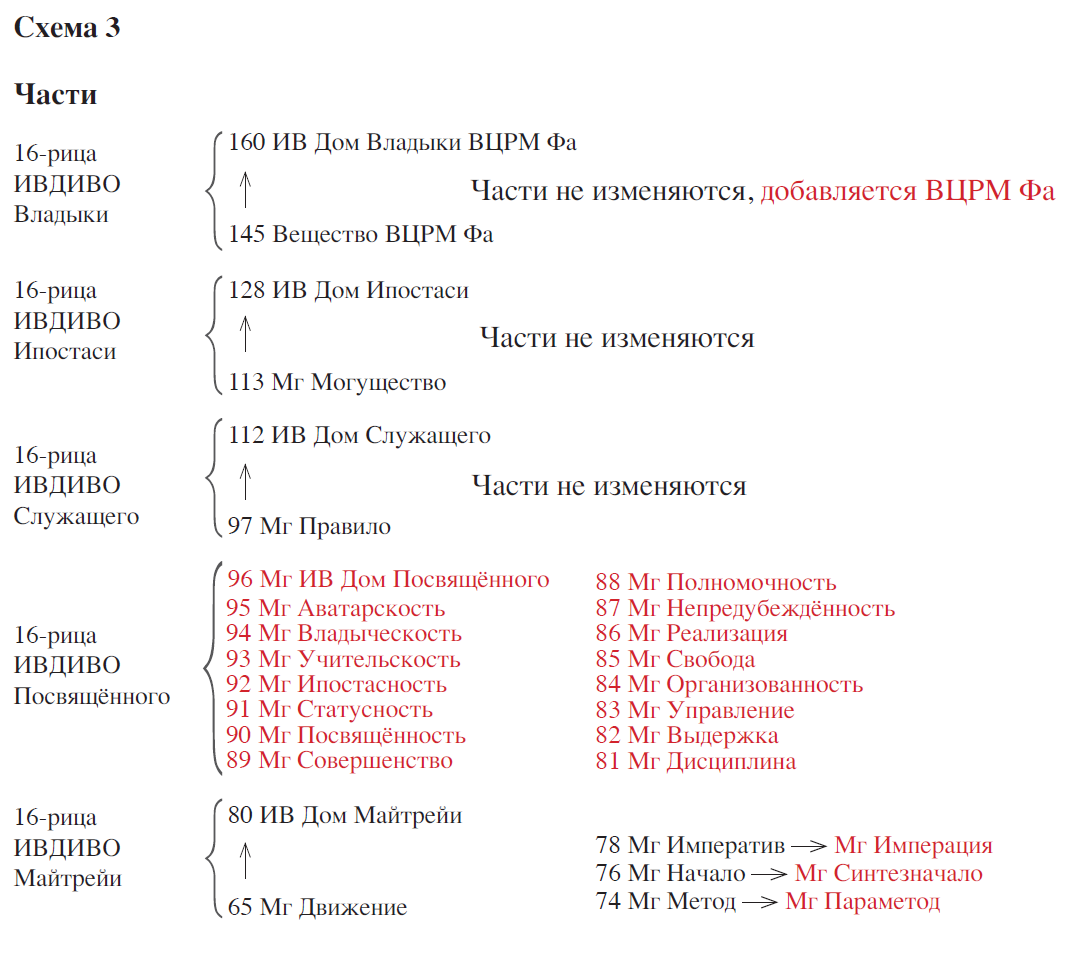 Схема 3
Части
16-рица
ИВДИВО
Владыки
160 ИВ Дом Владыки ВЦРМ Фа
145 Вещество ВЦРМ Фа
Части не изменяются, добавляется ВЦРМ Фа
16-рица
ИВДИВО
Ипостаси
128 ИВ Дом Ипостаси
113 Мг Могущество
Части не изменяются
16-рица
ИВДИВО
Служащего
112 ИВ Дом Служащего
97 Мг Правило
Части не изменяются
16-рица
ИВДИВО
Посвящённого
96 Мг ИВ Дом Посвящённого
95 Мг Аватарскость
94 Мг Владыческость
93 Мг Учительскость
92 Мг Ипостасность
91 Мг Статусность
90 Мг Посвящённость
89 Мг Совершенство
88 Мг Полномочность
87 Мг Непредубеждённость
86 Мг Реализация
85 Мг Свобода
84 Мг Организованность
83 Мг Управление
82 Мг Выдержка
81 Мг Дисциплина
16-рица
ИВДИВО
Майтрейи
80 ИВ Дом Майтрейи
65 Мг Движение
78 Мг Императив → Мг Имперация
76 Мг Начало → Мг Синтезначало
74 Мг Метод → Мг Параметод